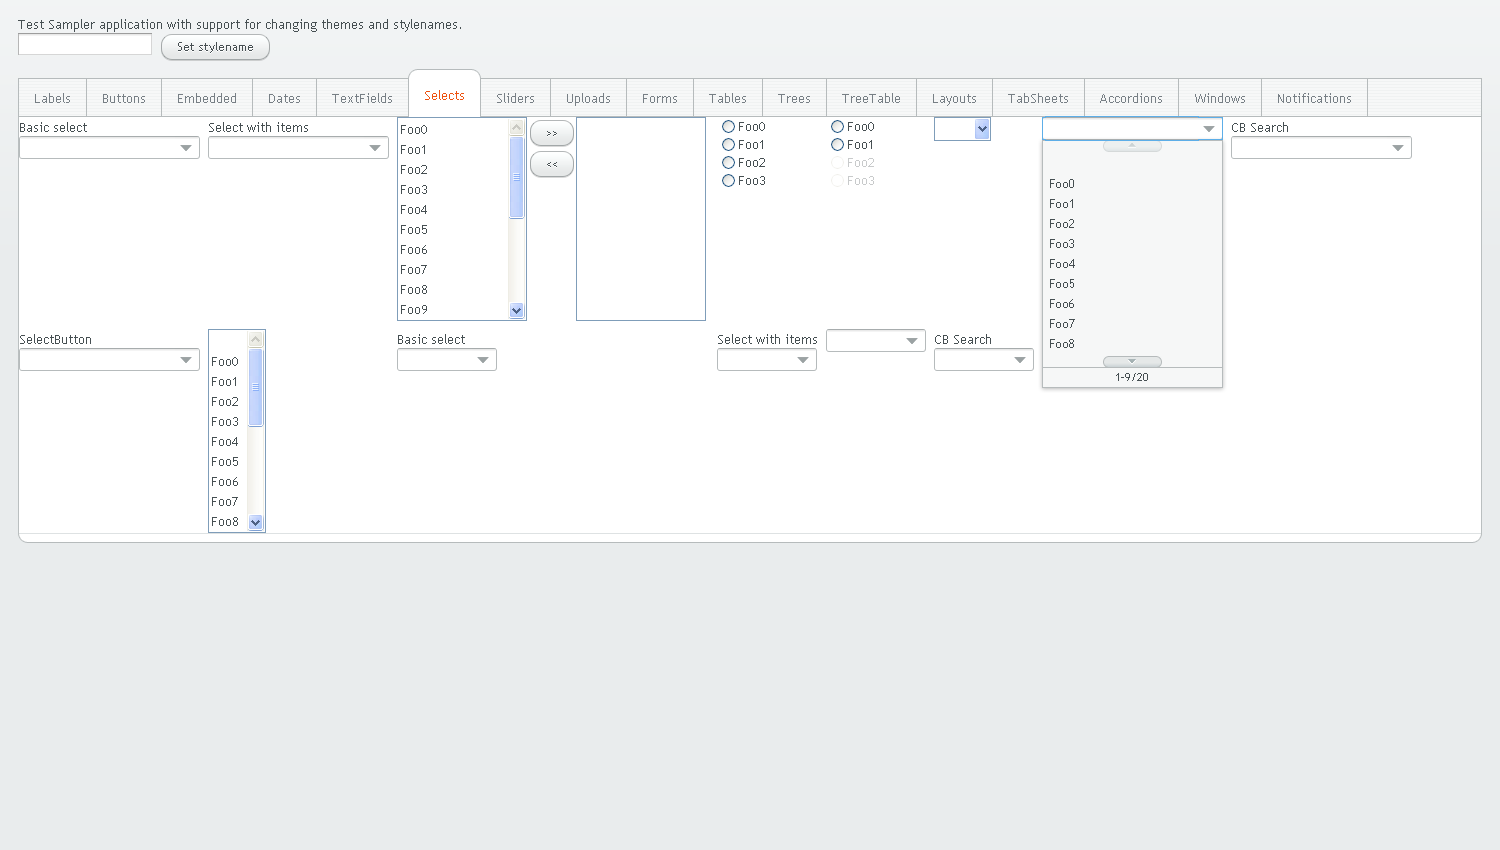 Test Sampler application with support for changing themes and stylenames.
Set stylename
Labels Buttons Embedded Dates TextFields Selects Sliders Uploads Forms Tables Trees TreeTable Layouts TabSheets Accordions Windows Notifications
Basic select
Select with items
Foo0
Foo1
Foo2
Foo3
Foo4
Foo5
Foo6
Foo7
Foo8
Foo9
>>
<<
Foo0
Foo1
Foo2
Foo3
Foo0
Foo1
Foo2
Foo3
Foo0
Foo1
Foo2
Foo3
Foo4
Foo5
Foo6
Foo7
Foo8
1-9/20
CB Search
SelectButton
Foo0
Foo1
Foo2
Foo3
Foo4
Foo5
Foo6
Foo7
Foo8
Basic select
Select with items
CB Search